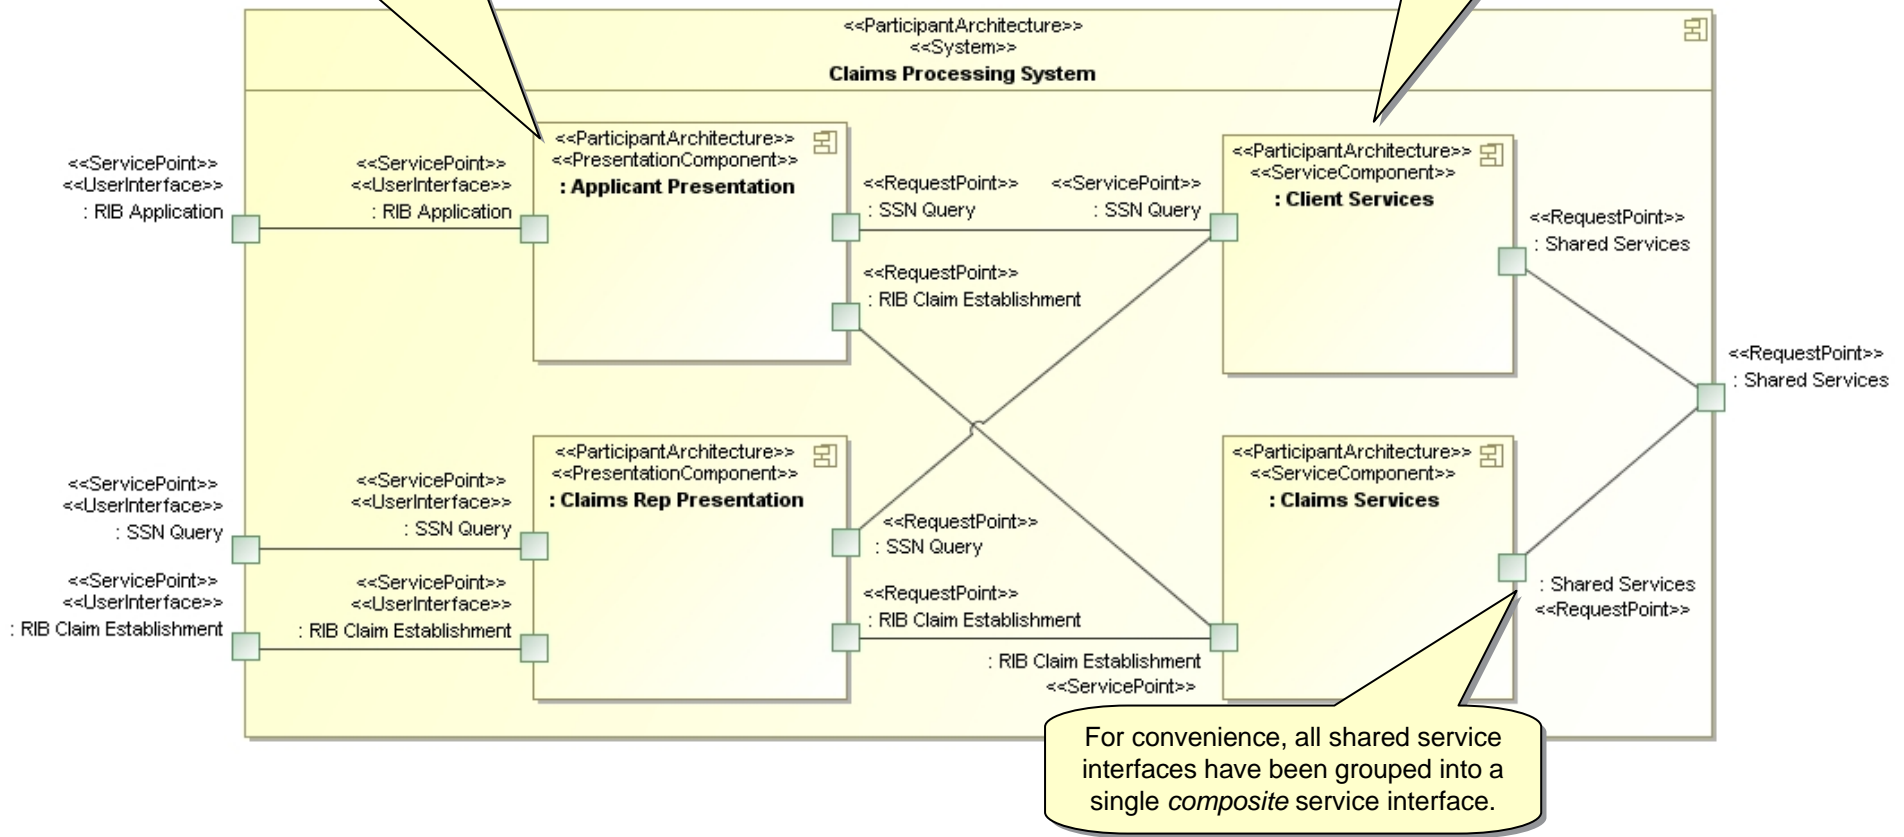 <<ParticipantArchitecture>>
<<System>>
Claims Processing System
<<ServicePoint>>
<<UserInterface>>
: RIB Application
<<ServicePoint>>
<<UserInterface>>
: RIB Application
<<ParticipantArchitecture>>
<<PresentationComponent>>
: Applicant Presentation
<<RequestPoint>>
: SSN Query
<<ServicePoint>>
: SSN Query
<<RequestPoint>>
: RIB Claim Establishment
<<ParticipantArchitecture>>
<<ServiceComponent>>
: Client Services
<<RequestPoint>>
: Shared Services
<<RequestPoint>>
: Shared Services
<<ServicePoint>>
<<UserInterface>>
: SSN Query
<<ServicePoint>>
<<UserInterface>>
: SSN Query
<<ServicePoint>>
<<UserInterface>>
: RIB Claim Establishment
<<ServicePoint>>
<<UserInterface>>
: RIB Claim Establishment
<<ParticipantArchitecture>>
<<PresentationComponent>>
: Claims Rep Presentation
<<RequestPoint>>
: SSN Query
<<RequestPoint>>
: RIB Claim Establishment
: RIB Claim Establishment
<<ServicePoint>>
<<ParticipantArchitecture>>
<<ServiceComponent>>
: Claims Services
: Shared Services
<<RequestPoint>>
For convenience, all shared service
interfaces have been grouped into a
single composite service interface.